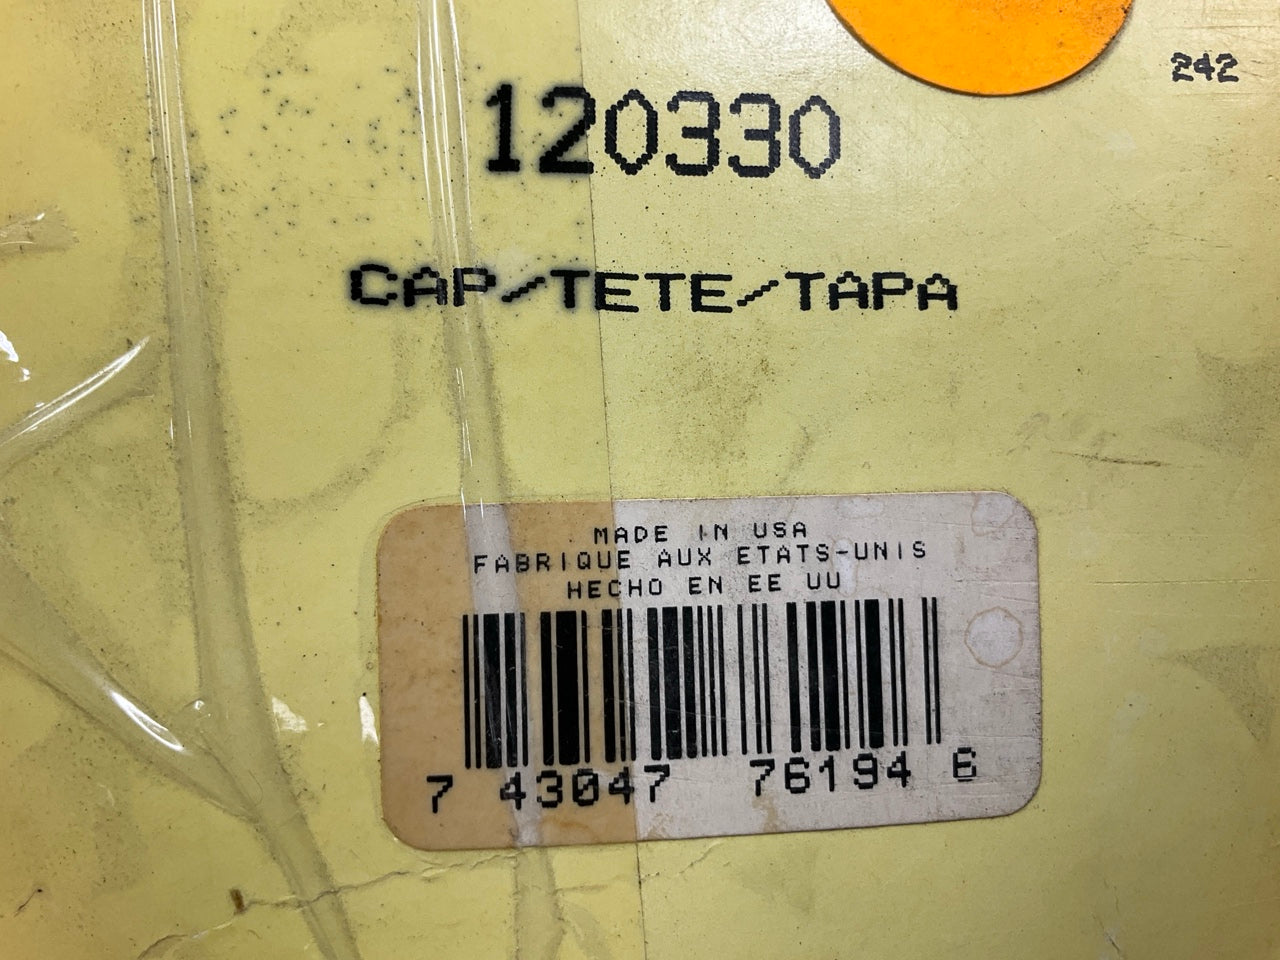 242
120330
CAP/TETE/TAPA
MADE IN USA
FABRIQUE AUX ETATS-UNIS
HECHO EN EE UU
7 43047 76194 6